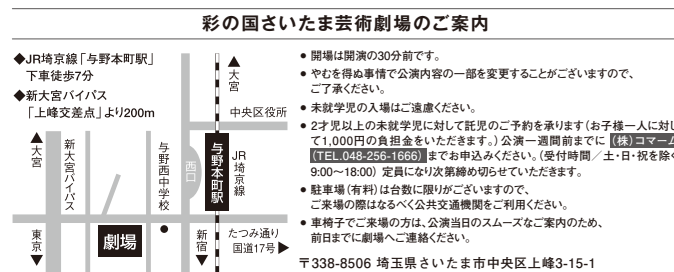 彩の国さいたま芸術劇場のご案内
◆JR埼京線「与野本町駅」
下車徒歩7分
◆新大宮バイパス
「上峰交差点」より200m
▲大宮
中央区役所
▲大宮
新大宮バイパス
与野西中学校
西口
与野本町駅
JR埼京線
東京▼
劇場
新宿▼
たつみ通り
国道17号▶
● 開場は開演の30分前です。
● やむを得ぬ事情で公演内容の一部を変更することがございますので、
ご了承ください。
● 未就学児の入場はご遠慮ください。
● 2才児以上の未就学児に対して託児のご予約を承ります(お子様一人に対し
て1,000円の負担金をいただきます。)公演一週間前までに (株)コマーム
(TEL.048-256-1666) までお申込みください。(受付時間/土・日・祝を除く
9:00~18:00) 定員になり次第締め切らせていただきます。
● 駐車場(有料)は台数に限りがございますので、
ご来場の際はなるべく公共交通機関をご利用ください。
● 車椅子でご来場の方は、公演当日のスムーズなご案内のため、
前日までに劇場へご連絡ください。
〒338-8506 埼玉県さいたま市中央区上峰3-15-1